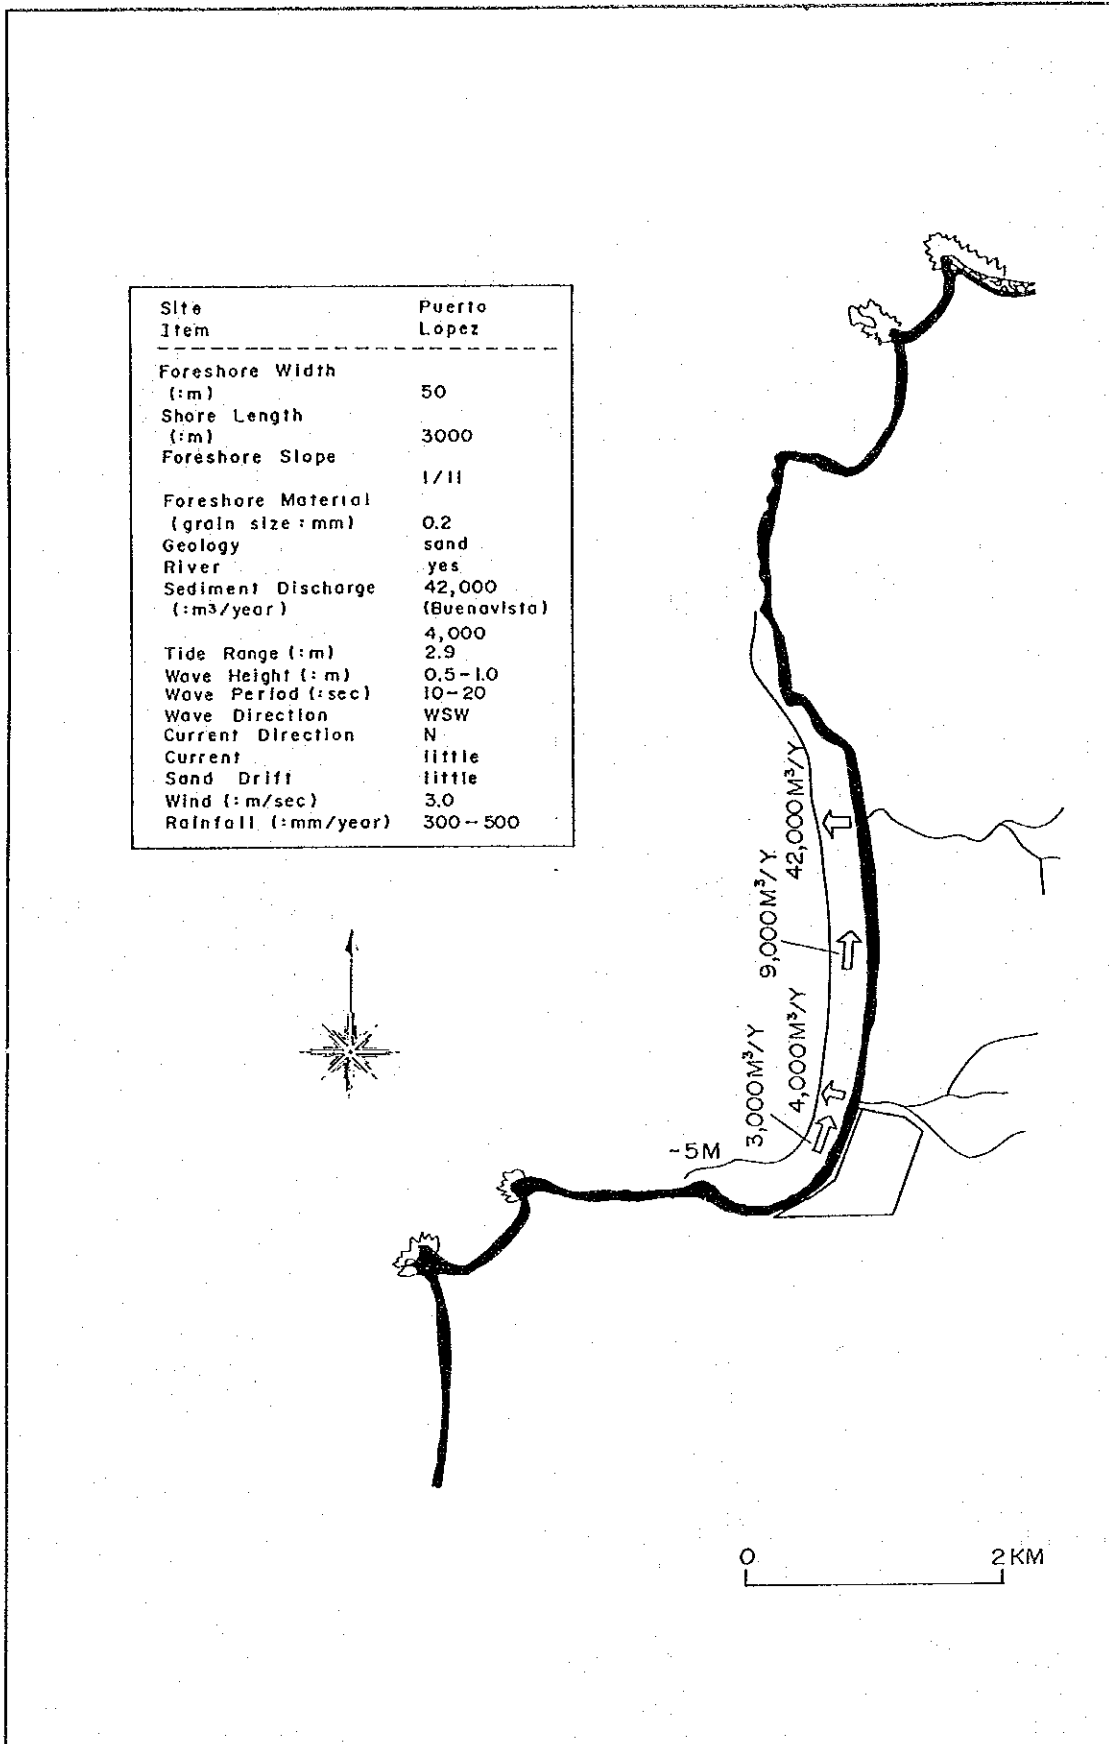 Site Puerto
Item Lopez
Foreshore Width
(:m) 50
Shore Length
(:m) 3000
Foreshore Slope
1/11
Foreshore Material
(grain size : mm) 0.2
Geology sand
River yes
Sediment Discharge 42,000
(:m3/year) (Buenavista)
4,000
Tide Range (:m) 2.9
Wave Height (:m) 0.5-1.0
Wave Period (:sec) 10-20
Wave Direction WSW
Current Direction N
Current little
Sand Drift little
Wind (:m/sec) 3.0
Rainfall (:mm/year) 300-500
42,000M³/Y
9,000M³/Y
4,000M³/Y
3,000M³/Y
-5M
0 2KM